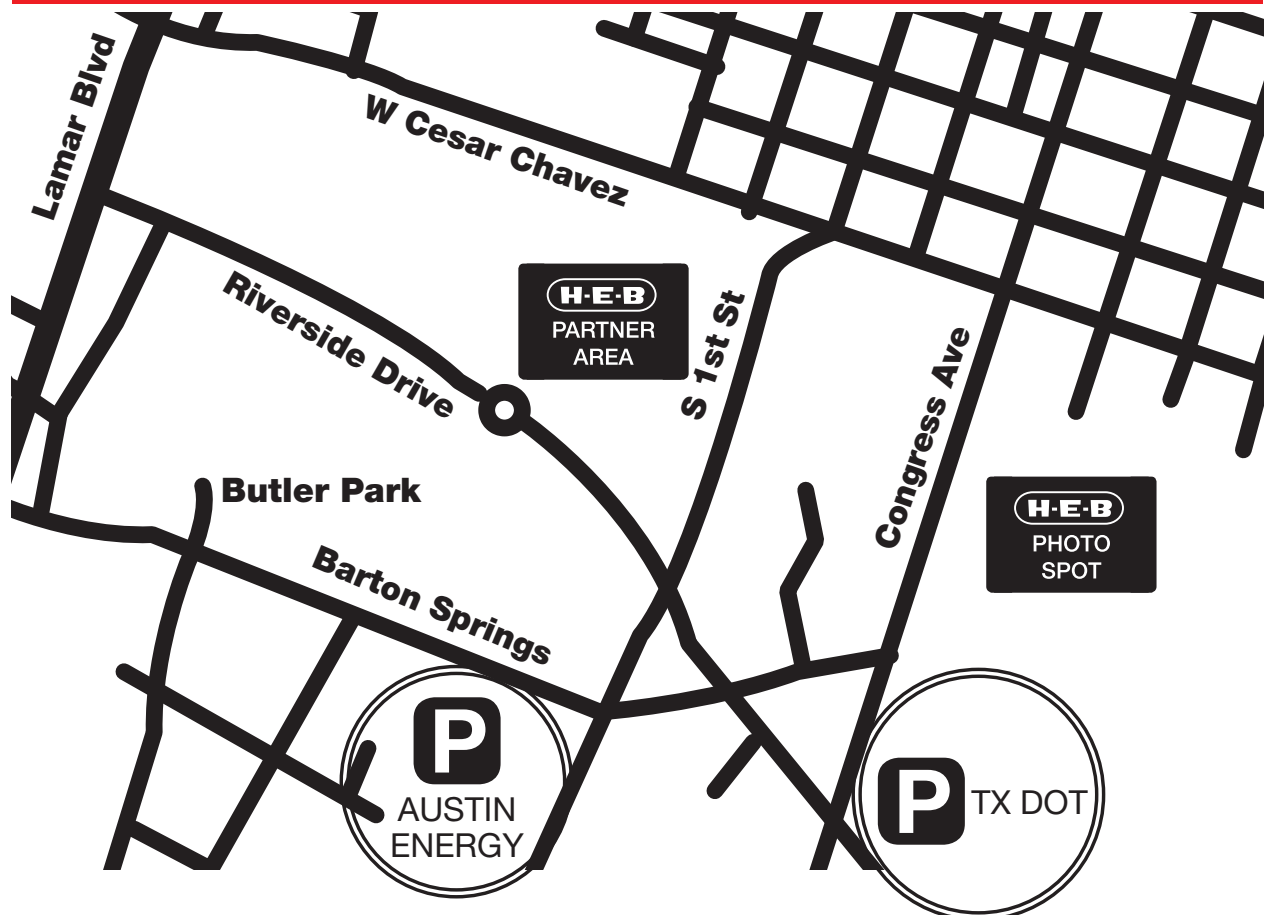 Lamar Blvd
W Cesar Chavez
Riverside Drive
H-E-B
PARTNER
AREA
S 1st St
Congress Ave
Butler Park
H-E-B
PHOTO
SPOT
Barton Springs
P
AUSTIN
ENERGY
P TX DOT